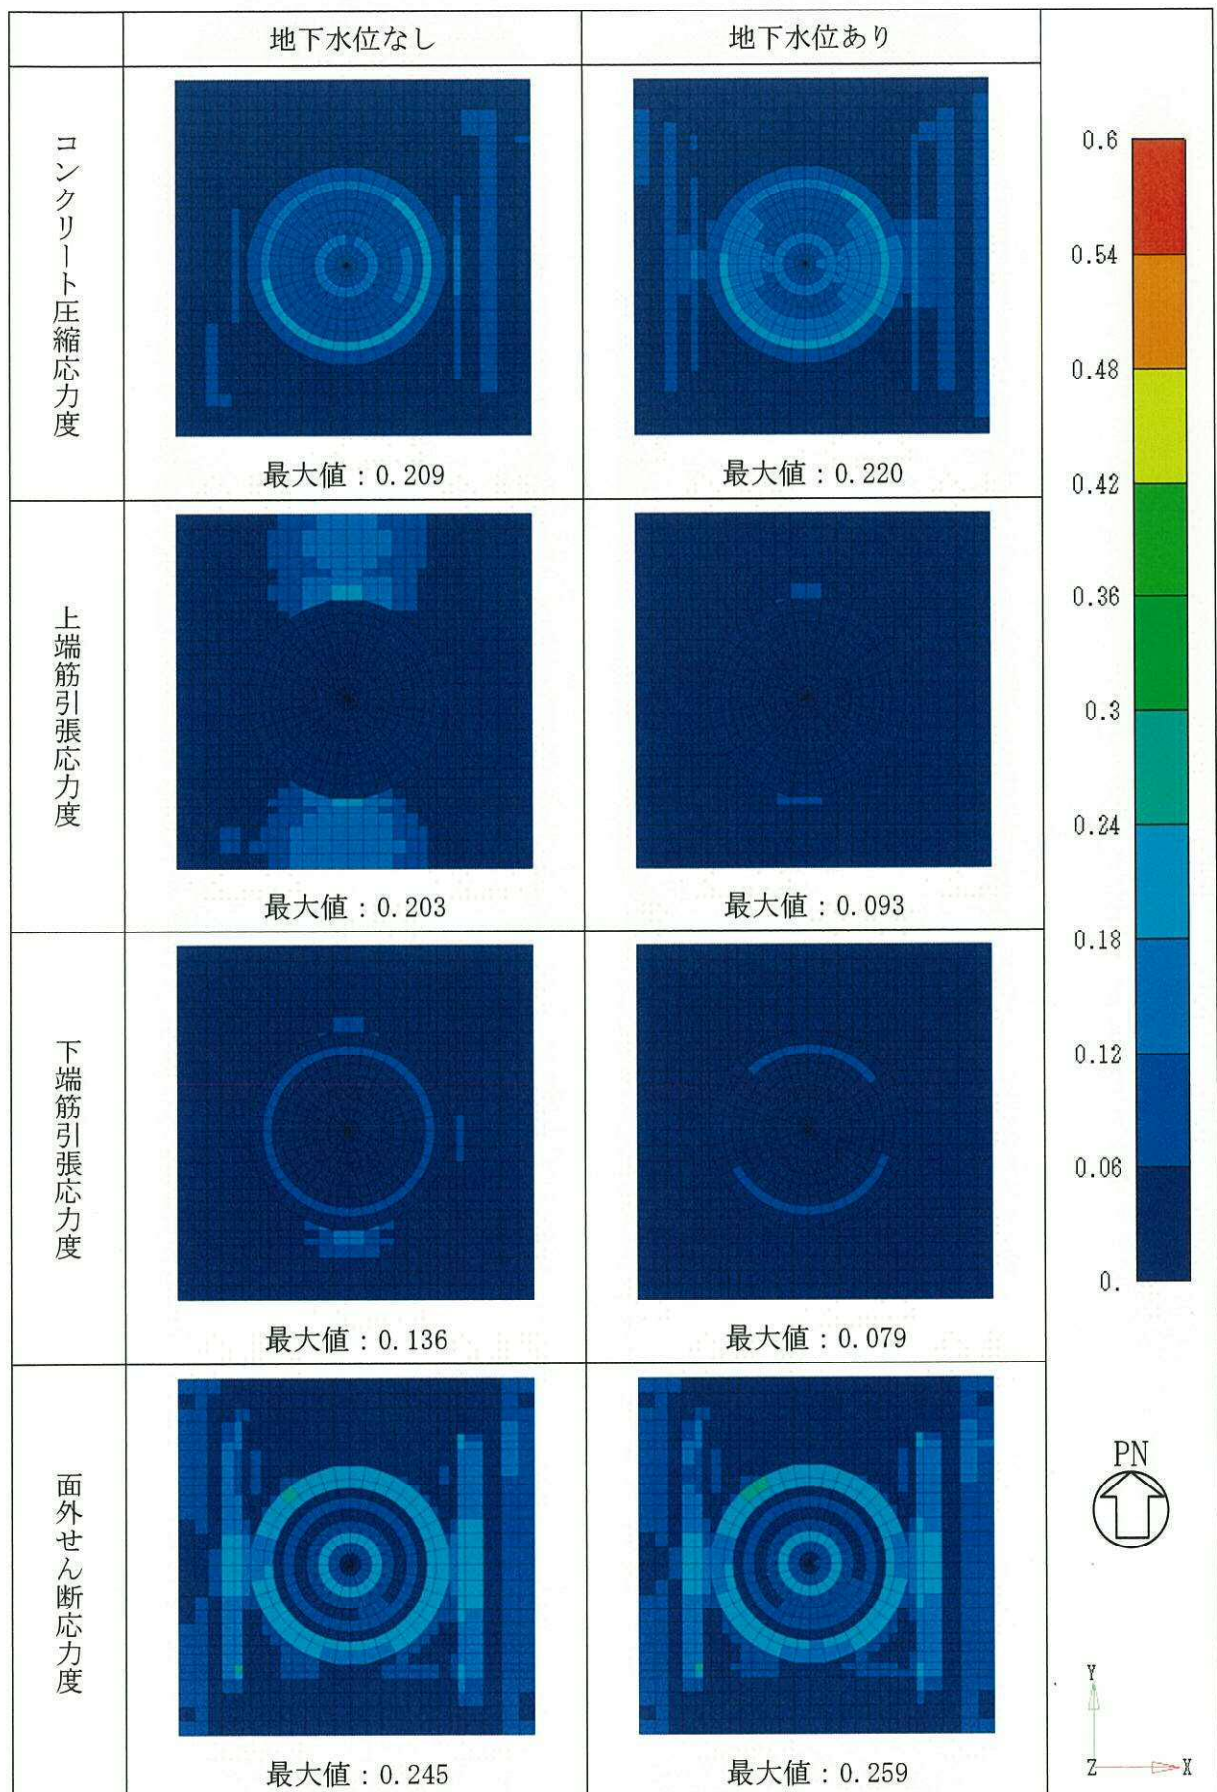 地下水位なし
地下水位あり
コンクリート圧縮応力度
最大値：0.209
最大値：0.220
上端筋引張応力度
最大値：0.203
最大値：0.093
下端筋引張応力度
最大値：0.136
最大値：0.079
面外せん断応力度
最大値：0.245
最大値：0.259
0.6
0.54
0.48
0.42
0.36
0.3
0.24
0.18
0.12
0.06
0.
PN
Y
Z
X